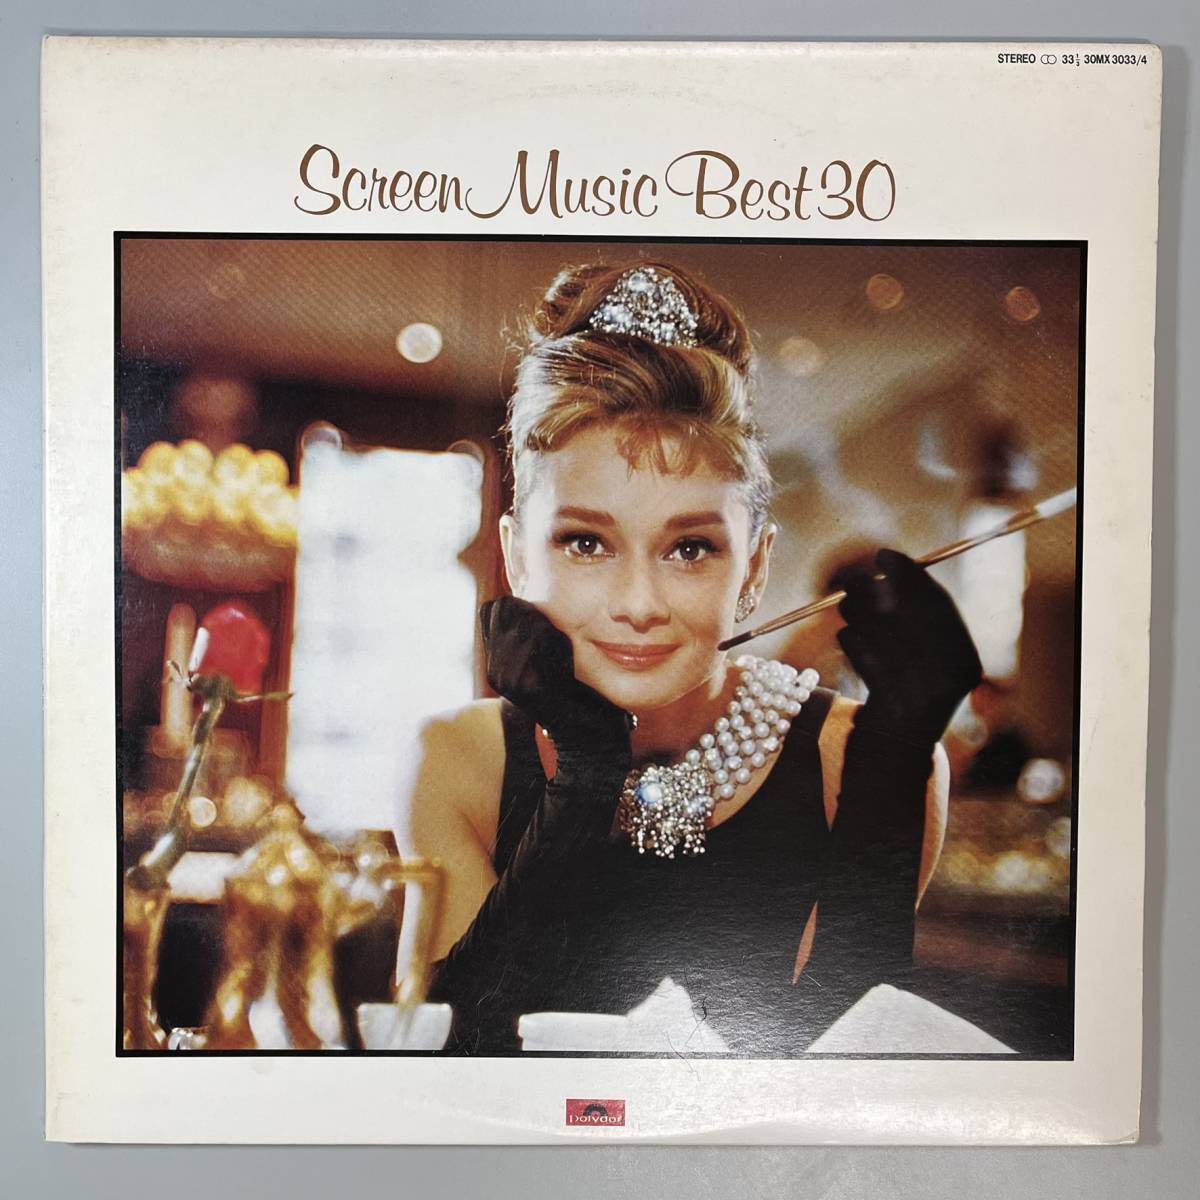 STEREO 33⅓ 30MX 3033/4
Screen Music Best 30
Polydor